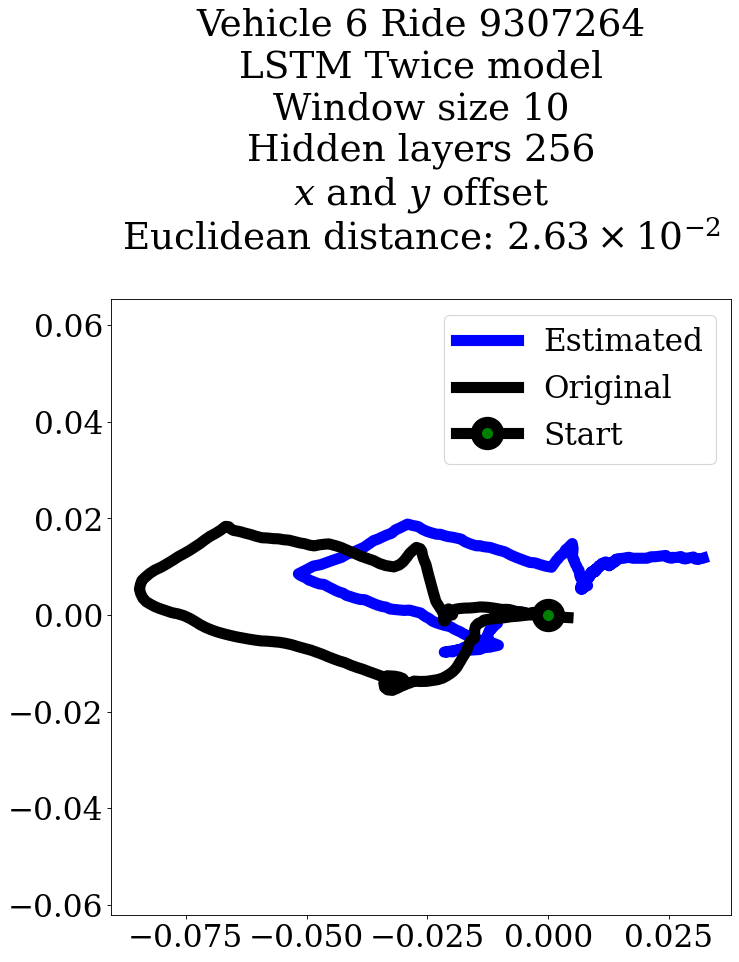 Vehicle 6 Ride 9307264
LSTM Twice model
Window size 10
Hidden layers 256
x and y offset
Euclidean distance: 2.63 × 10⁻²
Estimated
Original
Start
0.06
0.04
0.02
0.00
−0.02
−0.04
−0.06
−0.075 −0.050 −0.025 0.000 0.025